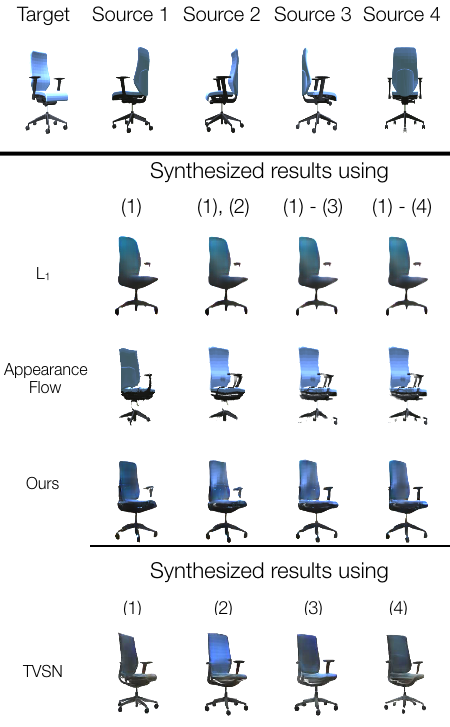 Target Source 1 Source 2 Source 3 Source 4
Synthesized results using
(1) (1), (2) (1) - (3) (1) - (4)
L₁
Appearance
Flow
Ours
Synthesized results using
(1) (2) (3) (4)
TVSN